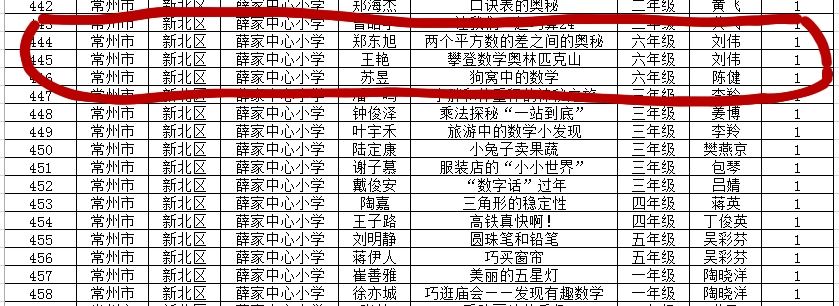 442 常州市 新北区 薛家中心小学 郑海杰 口诀表的奥秘 二年级 黄飞 1
常州市 新北区 薛家中心小学
444 常州市 新北区 薛家中心小学 郑东旭 两个平方数的差之间的奥秘 六年级 刘伟 1
445 常州市 新北区 薛家中心小学 王艳 攀登数学奥林匹克山 六年级 刘伟 1
446 常州市 新北区 薛家中心小学 苏昱 狗窝中的数学 六年级 陈健 1
447 常州市 新北区 薛家中心小学 三年级 李羚 1
448 常州市 新北区 薛家中心小学 钟俊泽 乘法探秘“一站到底” 三年级 姜博 1
449 常州市 新北区 薛家中心小学 叶宇禾 旅游中的数学小发现 三年级 李羚 1
450 常州市 新北区 薛家中心小学 陆定康 小兔子卖果蔬 三年级 樊燕京 1
451 常州市 新北区 薛家中心小学 谢子慕 服装店的“小小世界” 三年级 包琴 1
452 常州市 新北区 薛家中心小学 戴俊安 “数字话”过年 三年级 吕婧 1
453 常州市 新北区 薛家中心小学 陶嘉 三角形的稳定性 四年级 蒋英 1
454 常州市 新北区 薛家中心小学 王子路 高铁真快啊! 四年级 丁俊英 1
455 常州市 新北区 薛家中心小学 刘明静 圆珠笔和铅笔 五年级 吴彩芬 1
456 常州市 新北区 薛家中心小学 蒋伊人 巧买窗帘 五年级 吴彩芬 1
457 常州市 新北区 薛家中心小学 崔善雅 美丽的五星灯 一年级 陶晓洋 1
458 常州市 新北区 薛家中心小学 徐亦城 巧逛庙会——发现有趣数学 一年级 陶晓洋 1